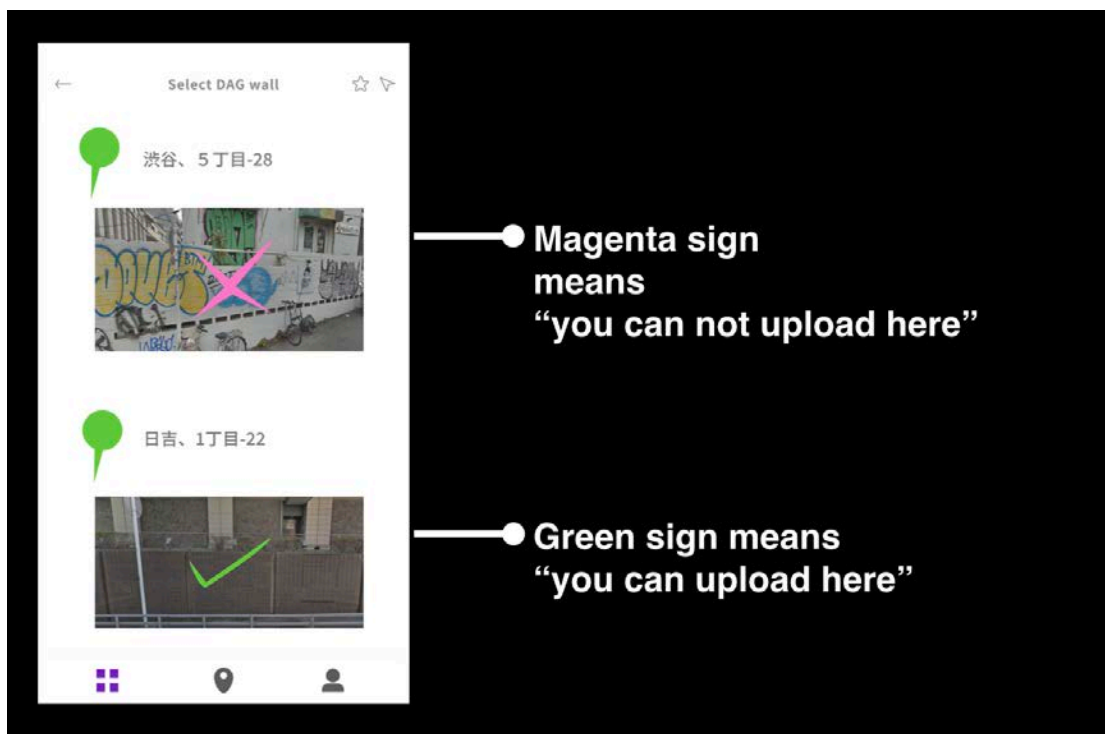 Select DAG wall
渋谷、５丁目-28
日吉、1丁目-22
Magenta sign
means
“you can not upload here”
Green sign means
“you can upload here”